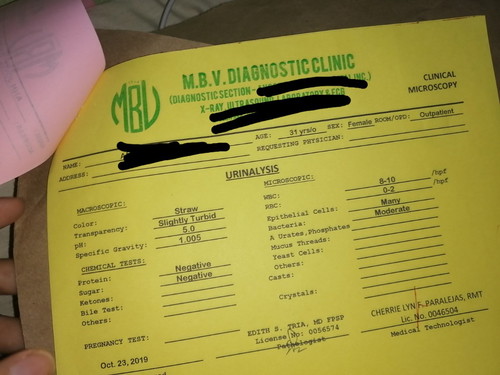 MBV
M.B.V. DIAGNOSTIC CLINIC
(DIAGNOSTIC SECTION INC.)
X-RAY ULTRASOUND LABORATORY & ECG
CLINICAL
MICROSCOPY
NAME: AGE: 31 yrs/o SEX: Female ROOM/OPD: Outpatient
ADDRESS: REQUESTING PHYSICIAN:
URINALYSIS
MACROSCOPIC:
Color: Straw
Transparency: Slightly Turbid
pH: 5.0
Specific Gravity: 1.005
CHEMICAL TESTS:
Protein: Negative
Sugar: Negative
Ketones:
Bile Test:
Others:
PREGNANCY TEST:
Oct. 23, 2019
MICROSCOPIC:
WBC: 8-10 /hpf
RBC: 0-2 /hpf
Epithelial Cells: Many
Bacteria: Moderate
A Urates,Phosphates
Mucus Threads:
Yeast Cells:
Others:
Casts:
Crystals:
EDITH S. TRIA, MD FPSP
License No: 0056574
Pathologist
CHERRIE LYN F. PARALEJAS, RMT
Lic. No. 0046504
Medical Technologist